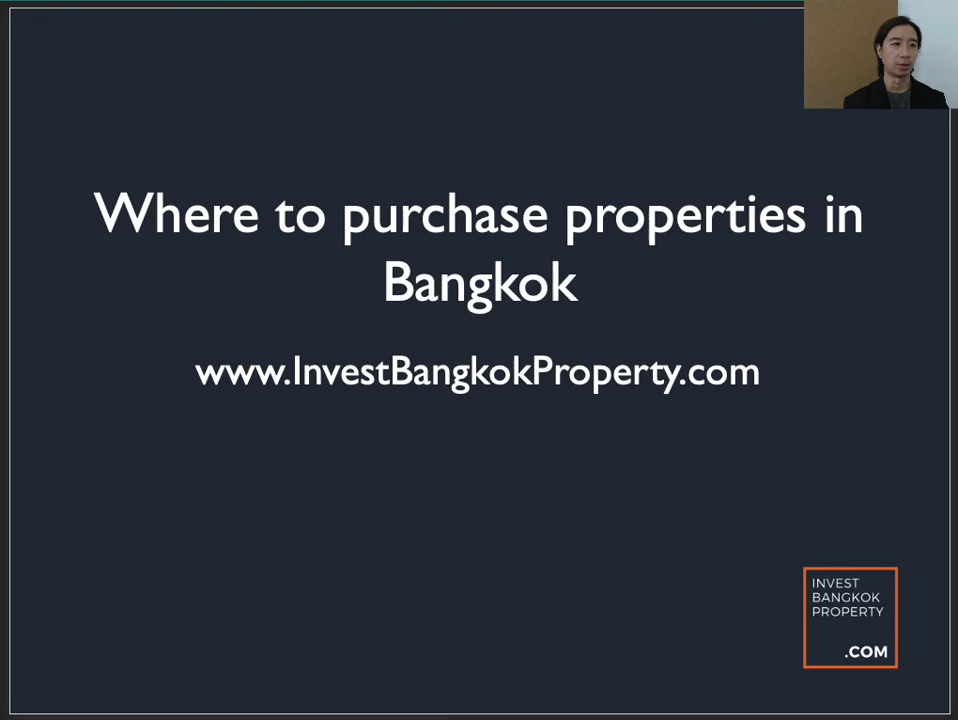 Where to purchase properties in
Bangkok
www.InvestBangkokProperty.com
INVEST
BANGKOK
PROPERTY
.COM